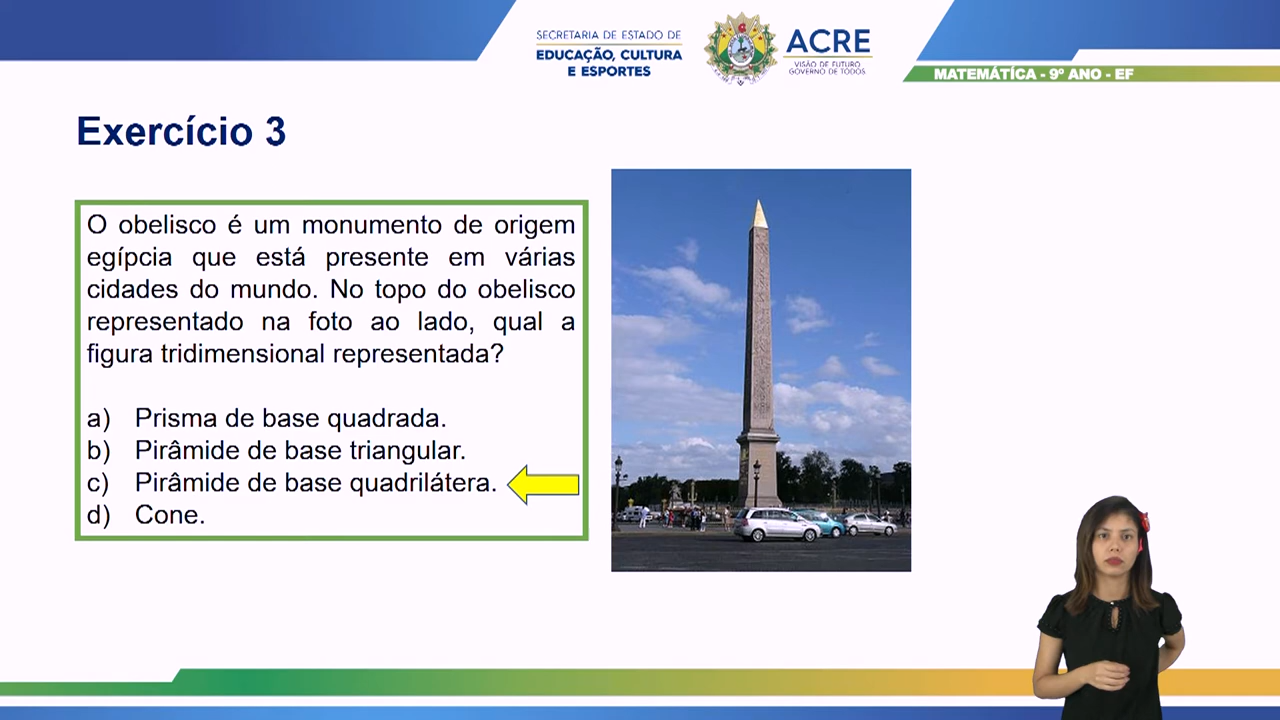 SECRETARIA DE ESTADO DE
EDUCAÇÃO, CULTURA
E ESPORTES
ACRE
VISÃO DE FUTURO
GOVERNO DE TODOS
MATEMÁTÍCA - 9º ANO - EF
Exercício 3
O obelisco é um monumento de origem
egípcia que está presente em várias
cidades do mundo. No topo do obelisco
representado na foto ao lado, qual a
figura tridimensional representada?
a) Prisma de base quadrada.
b) Pirâmide de base triangular.
c) Pirâmide de base quadrilátera.
d) Cone.